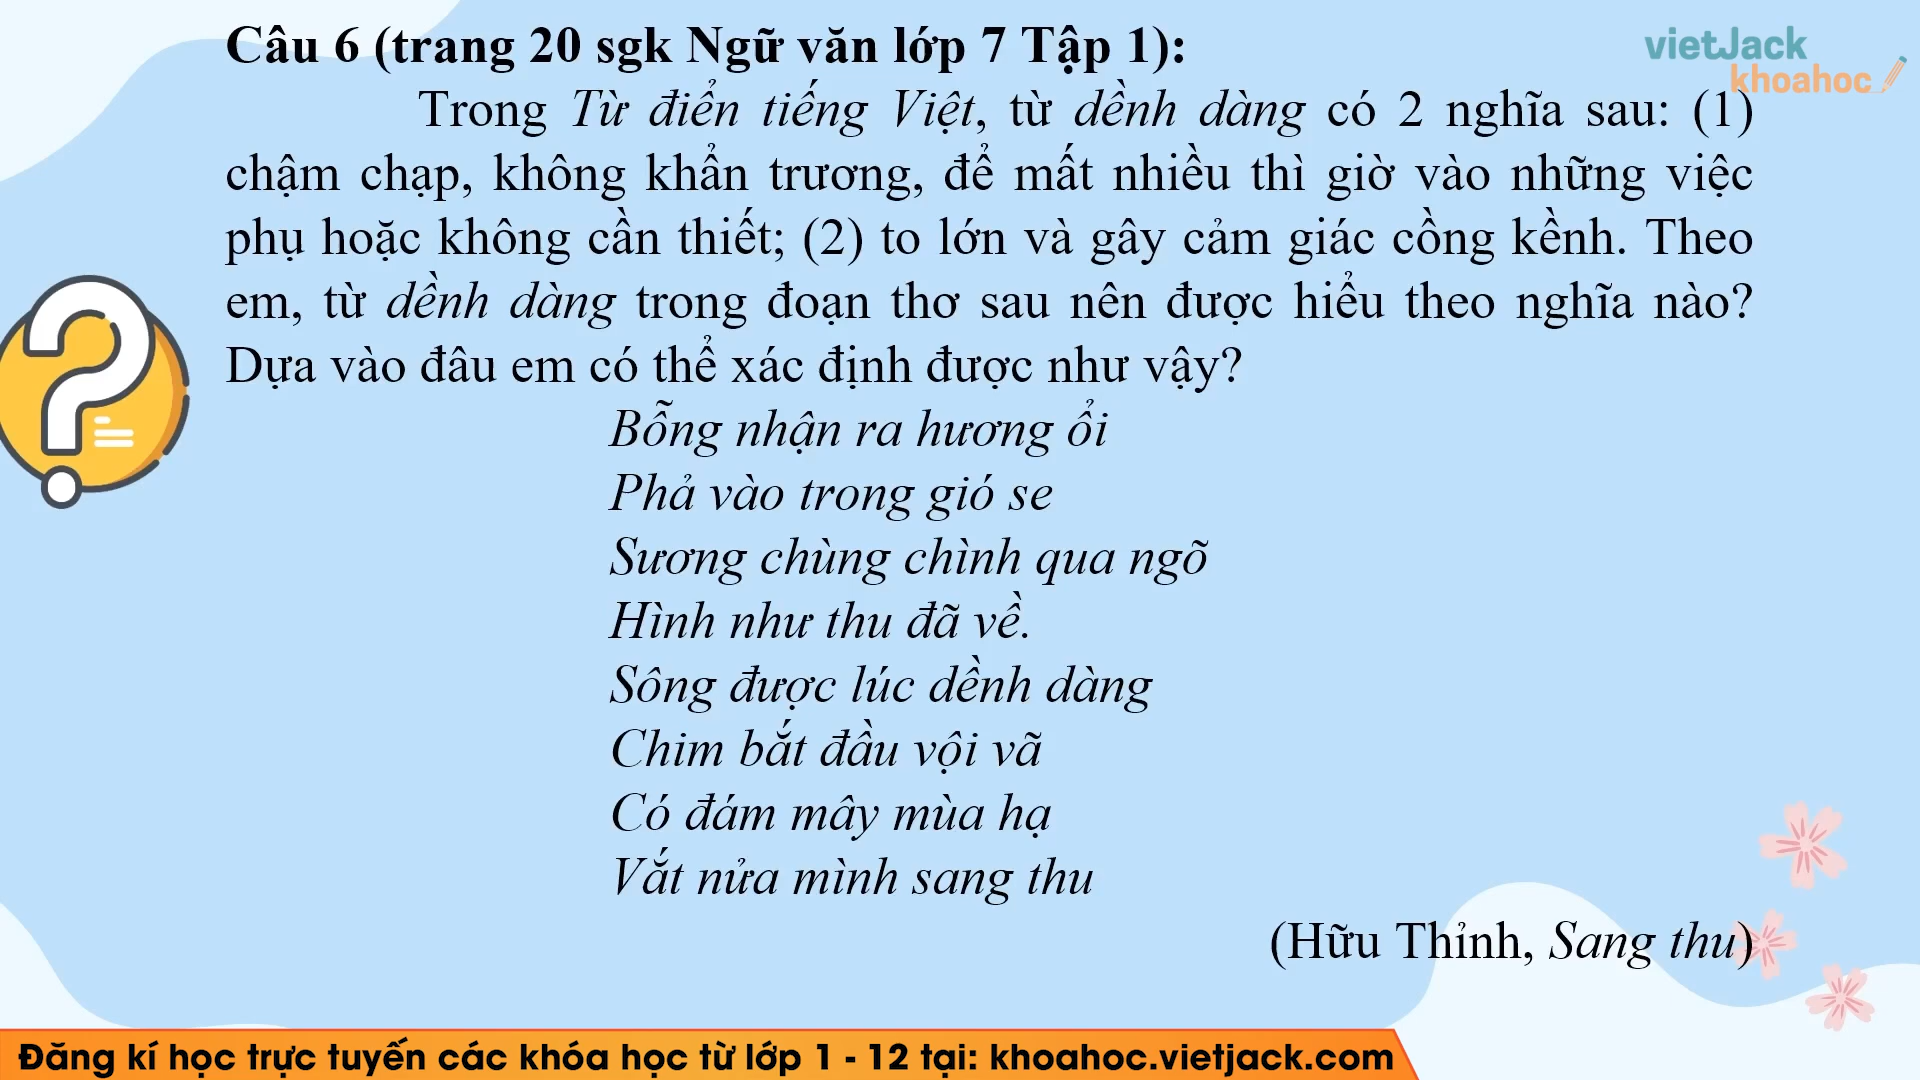 Câu 6 (trang 20 sgk Ngữ văn lớp 7 Tập 1):
vietJack
khoahoc
Trong Từ điển tiếng Việt, từ dềnh dàng có 2 nghĩa sau: (1)
chậm chạp, không khẩn trương, để mất nhiều thì giờ vào những việc
phụ hoặc không cần thiết; (2) to lớn và gây cảm giác cồng kềnh. Theo
em, từ dềnh dàng trong đoạn thơ sau nên được hiểu theo nghĩa nào?
Dựa vào đâu em có thể xác định được như vậy?
Bỗng nhận ra hương ổi
Phả vào trong gió se
Sương chùng chình qua ngõ
Hình như thu đã về.
Sông được lúc dềnh dàng
Chim bắt đầu vội vã
Có đám mây mùa hạ
Vắt nửa mình sang thu
(Hữu Thỉnh, Sang thu)
Đăng kí học trực tuyến các khóa học từ lớp 1 - 12 tại: khoahoc.vietjack.com